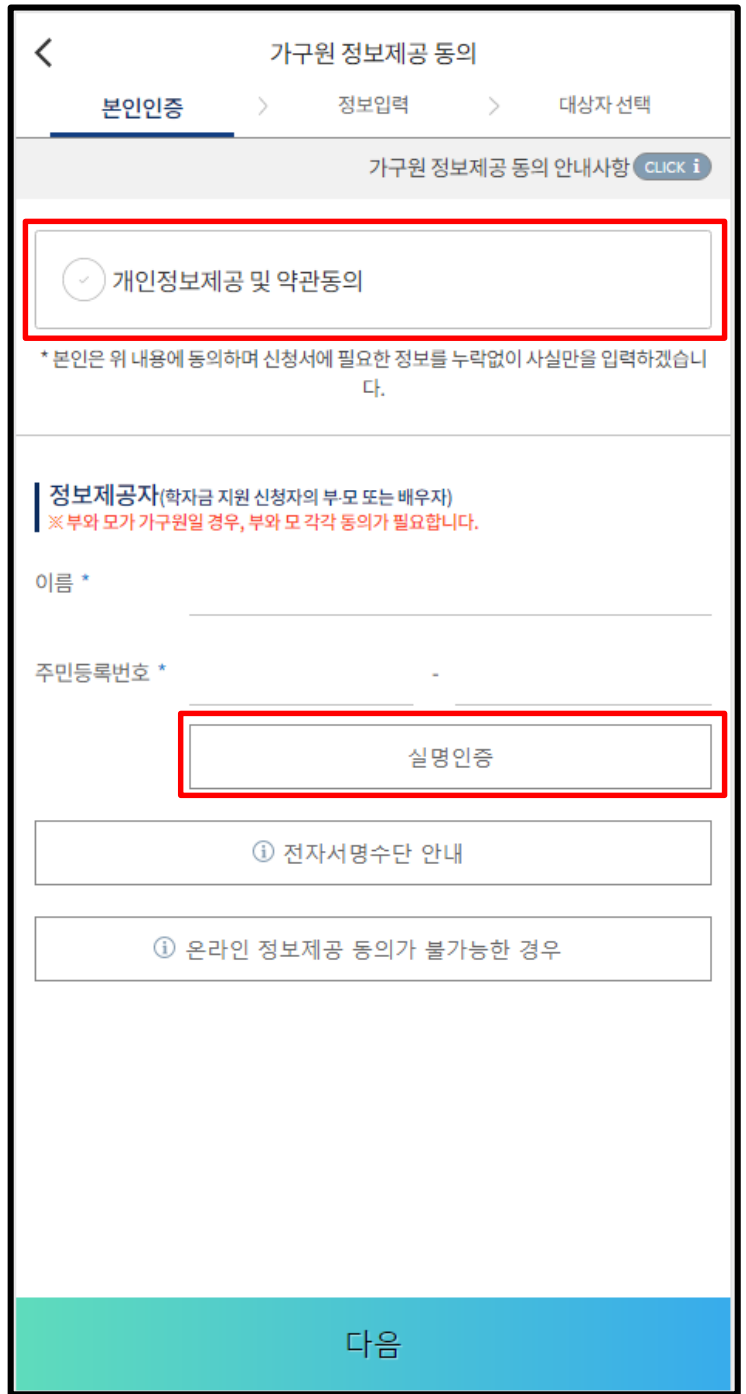 가구원 정보제공 동의
본인인증 > 정보입력 > 대상자 선택
가구원 정보제공 동의 안내사항 CLICK i
개인정보제공 및 약관동의
* 본인은 위 내용에 동의하며 신청서에 필요한 정보를 누락없이 사실만을 입력하겠습니
다.
정보제공자(학자금 지원 신청자의 부·모 또는 배우자)
※ 부와 모가 가구원일 경우, 부와 모 각각 동의가 필요합니다.
이름 *
주민등록번호 * -
실명인증
ⓘ 전자서명수단 안내
ⓘ 온라인 정보제공 동의가 불가능한 경우
다음